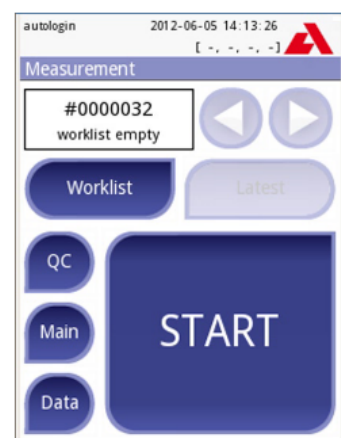 autologin 2012-06-05 14:13:26
[ -, -, -, -]
Measurement
#0000032
worklist empty
Worklist Latest
QC
Main
START
Data